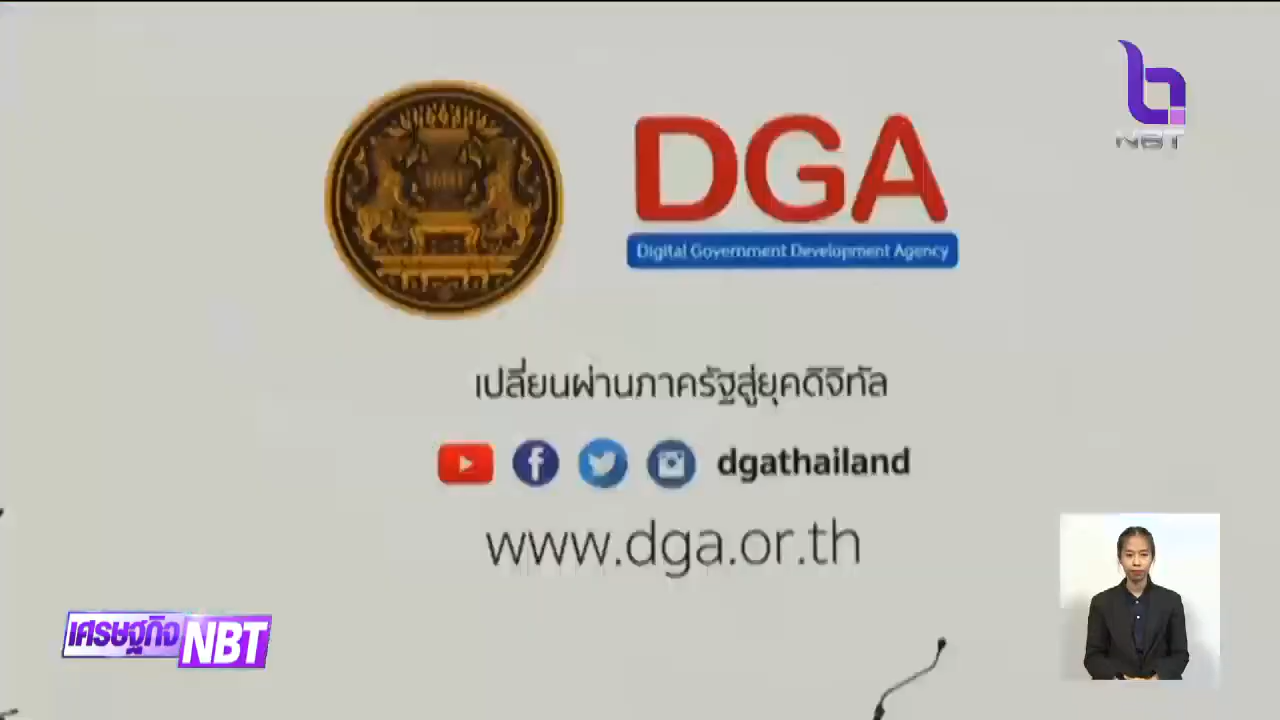 NBT
DGA
Digital Government Development Agency
เปลี่ยนผ่านภาครัฐสู่ยุคดิจิทัล
dgathailand
www.dga.or.th
เศรษฐกิจ NBT